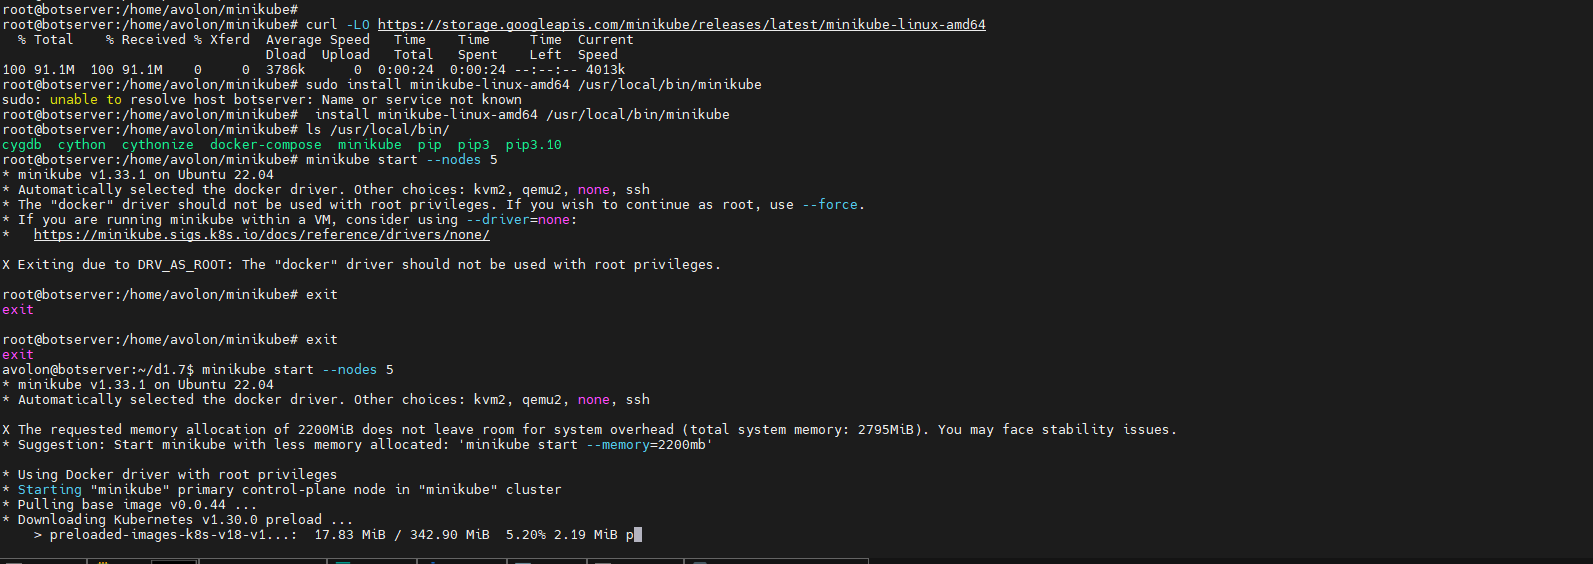 root@botserver:/home/avolon/minikube#
root@botserver:/home/avolon/minikube# curl -LO https://storage.googleapis.com/minikube/releases/latest/minikube-linux-amd64
  % Total    % Received % Xferd  Average Speed   Time    Time     Time  Current
                                 Dload  Upload   Total   Spent    Left  Speed
100 91.1M  100 91.1M    0     0  3786k      0  0:00:24  0:00:24 --:--:-- 4013k
root@botserver:/home/avolon/minikube# sudo install minikube-linux-amd64 /usr/local/bin/minikube
sudo: unable to resolve host botserver: Name or service not known
root@botserver:/home/avolon/minikube#  install minikube-linux-amd64 /usr/local/bin/minikube
root@botserver:/home/avolon/minikube# ls /usr/local/bin/
cygdb  cython  cythonize  docker-compose  minikube  pip  pip3  pip3.10
root@botserver:/home/avolon/minikube# minikube start --nodes 5
* minikube v1.33.1 on Ubuntu 22.04
* Automatically selected the docker driver. Other choices: kvm2, qemu2, none, ssh
* The "docker" driver should not be used with root privileges. If you wish to continue as root, use --force.
* If you are running minikube within a VM, consider using --driver=none:
*   https://minikube.sigs.k8s.io/docs/reference/drivers/none/
X Exiting due to DRV_AS_ROOT: The "docker" driver should not be used with root privileges.
root@botserver:/home/avolon/minikube# exit
exit
root@botserver:/home/avolon/minikube# exit
exit
avolon@botserver:~/d1.7$ minikube start --nodes 5
* minikube v1.33.1 on Ubuntu 22.04
* Automatically selected the docker driver. Other choices: kvm2, qemu2, none, ssh
X The requested memory allocation of 2200MiB does not leave room for system overhead (total system memory: 2795MiB). You may face stability issues.
* Suggestion: Start minikube with less memory allocated: 'minikube start --memory=2200mb'
* Using Docker driver with root privileges
* Starting "minikube" primary control-plane node in "minikube" cluster
* Pulling base image v0.0.44 ...
* Downloading Kubernetes v1.30.0 preload ...
    > preloaded-images-k8s-v18-v1...:  17.83 MiB / 342.90 MiB  5.20% 2.19 MiB p